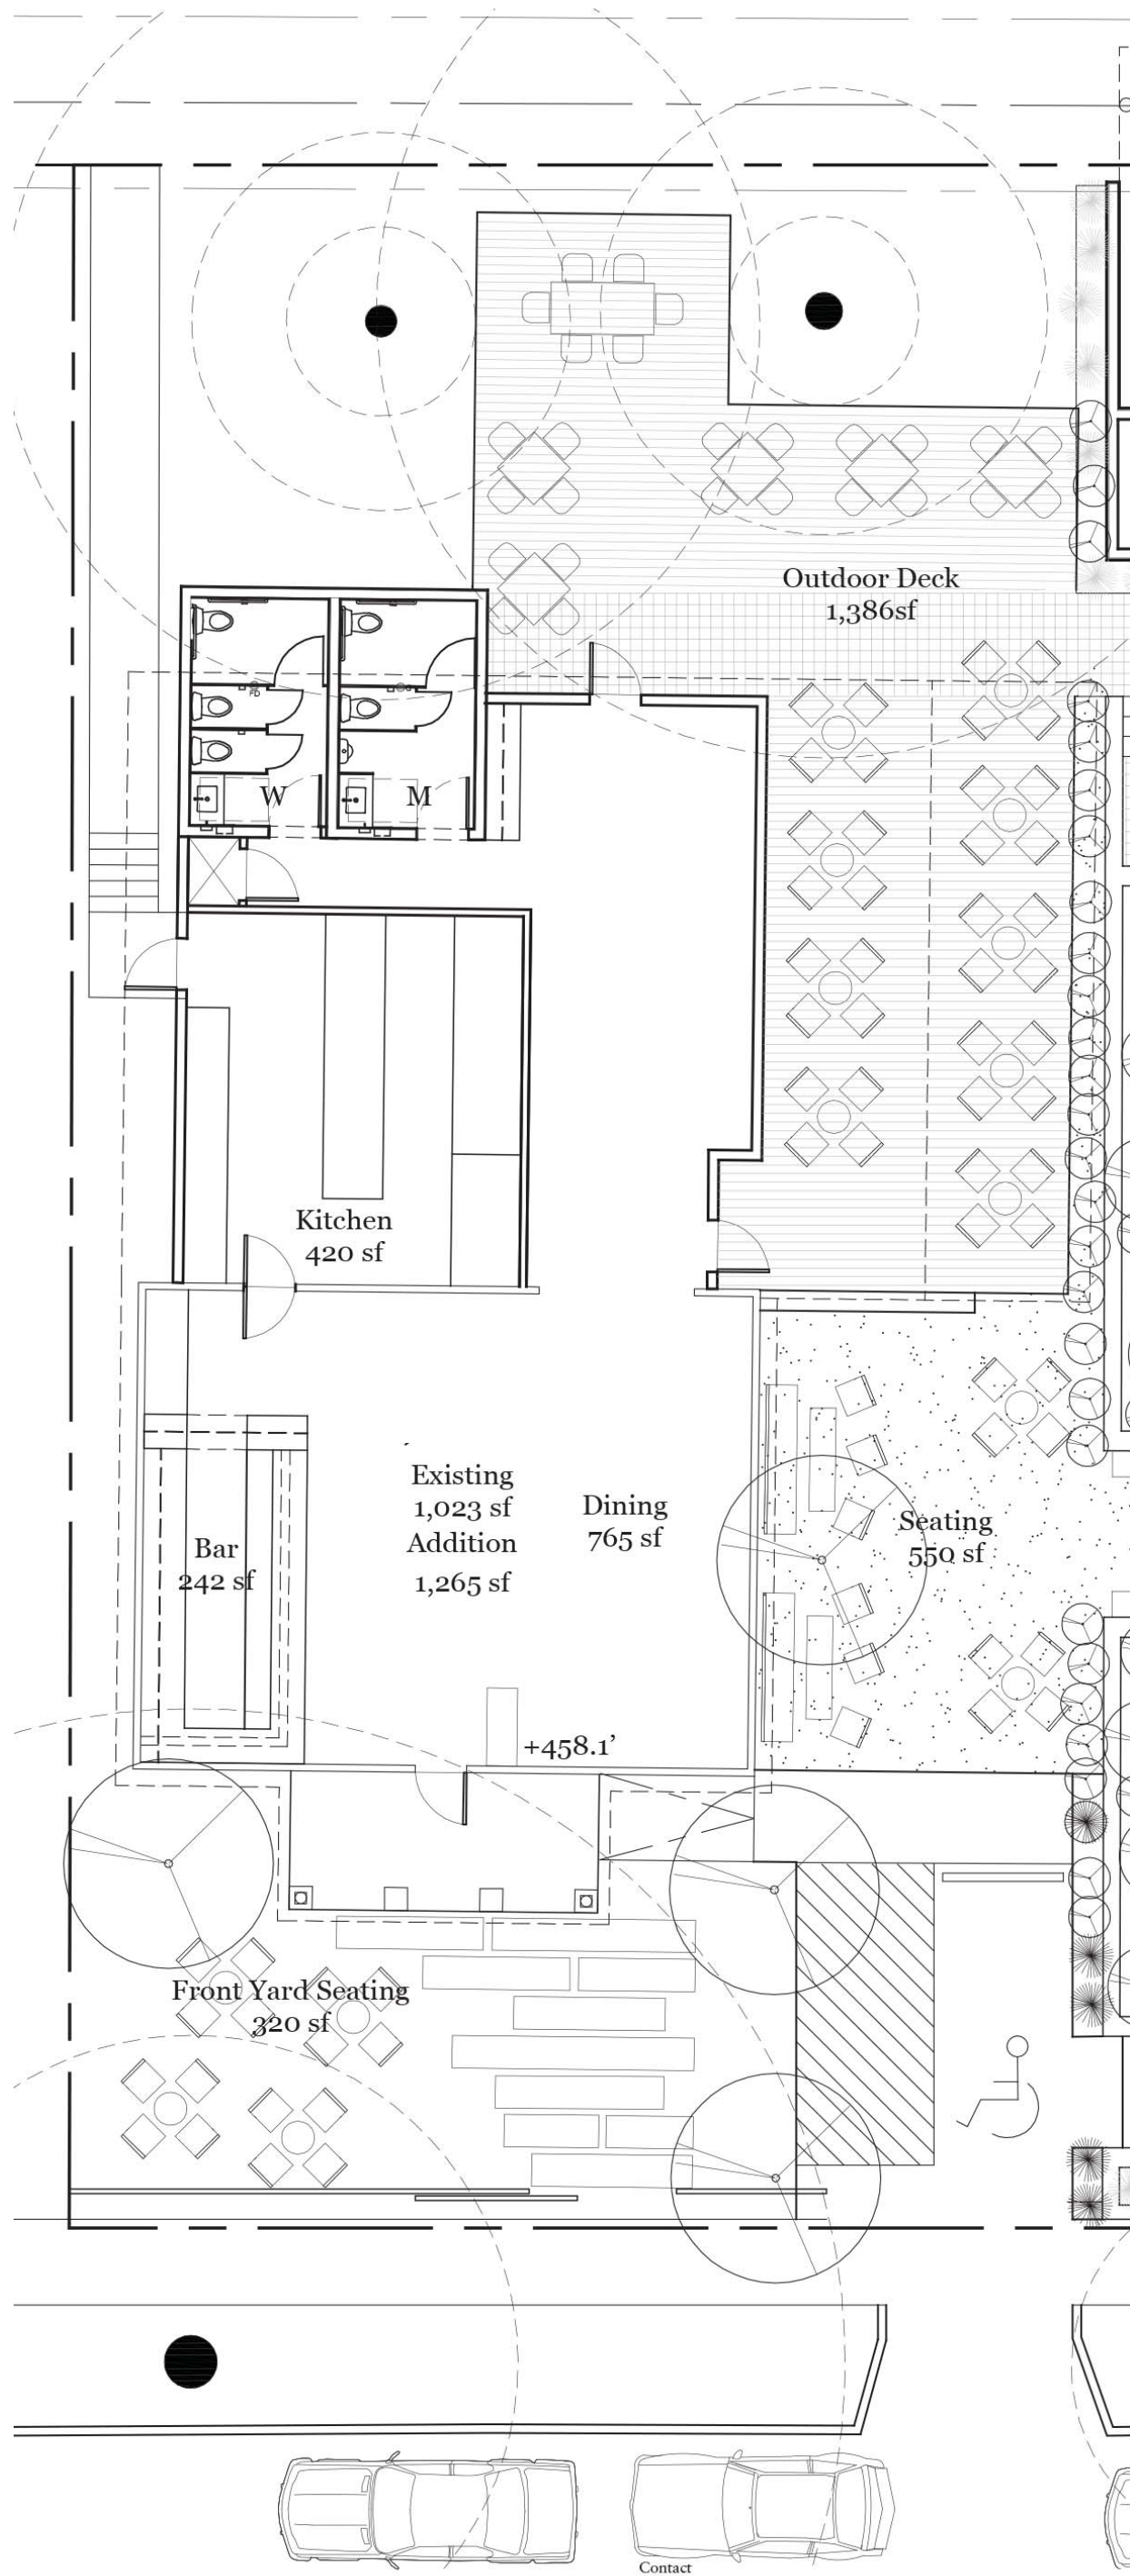 Outdoor Deck
1,386sf
FD
W
M
Kitchen
420 sf
Existing
1,023 sf
Addition
1,265 sf
Dining
765 sf
Seating
550 sf
Bar
242 sf
+458.1’
Front Yard Seating
320 sf
Contact